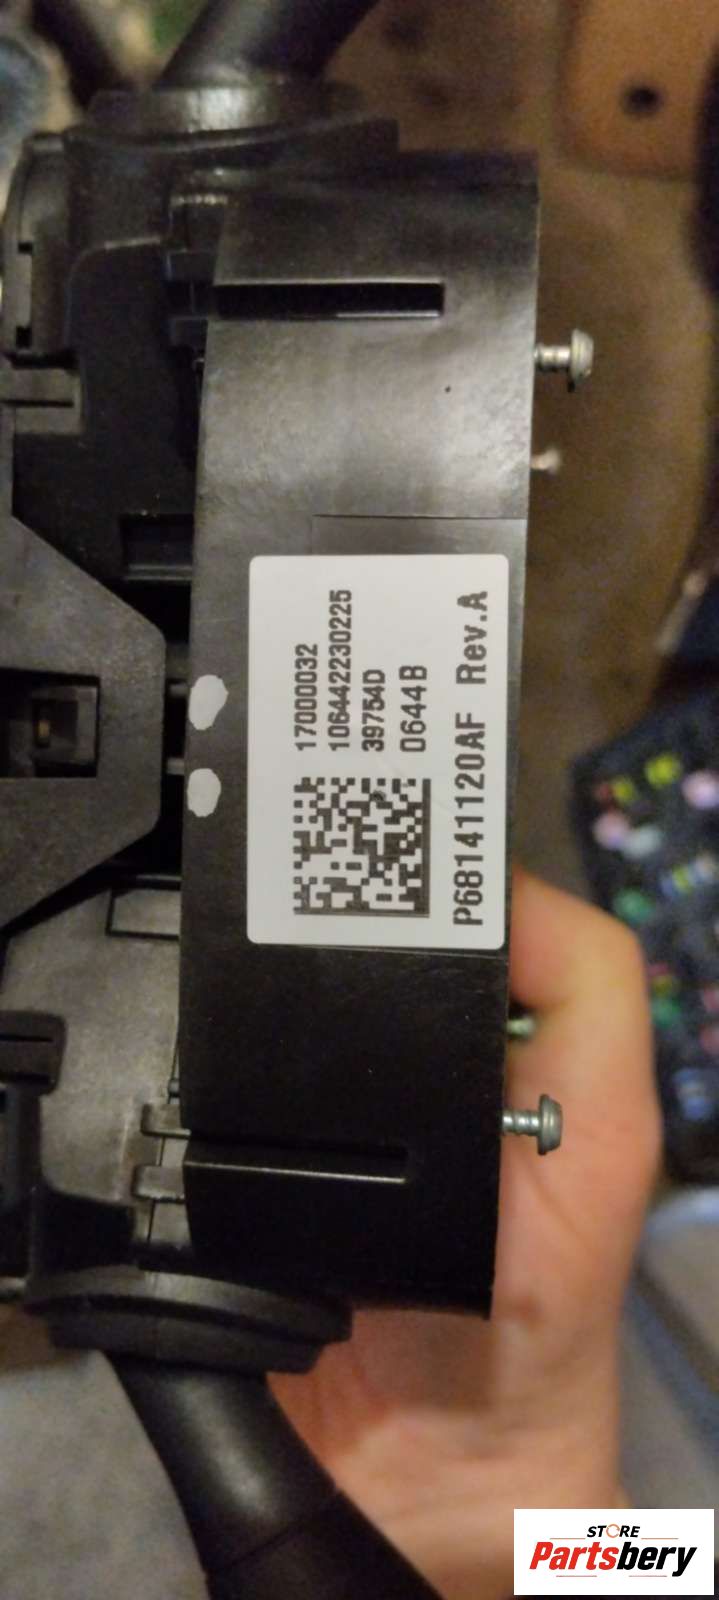 17000032
106442230225
39754D
0644B
P68141120AF Rev.A
STORE
Partsbery